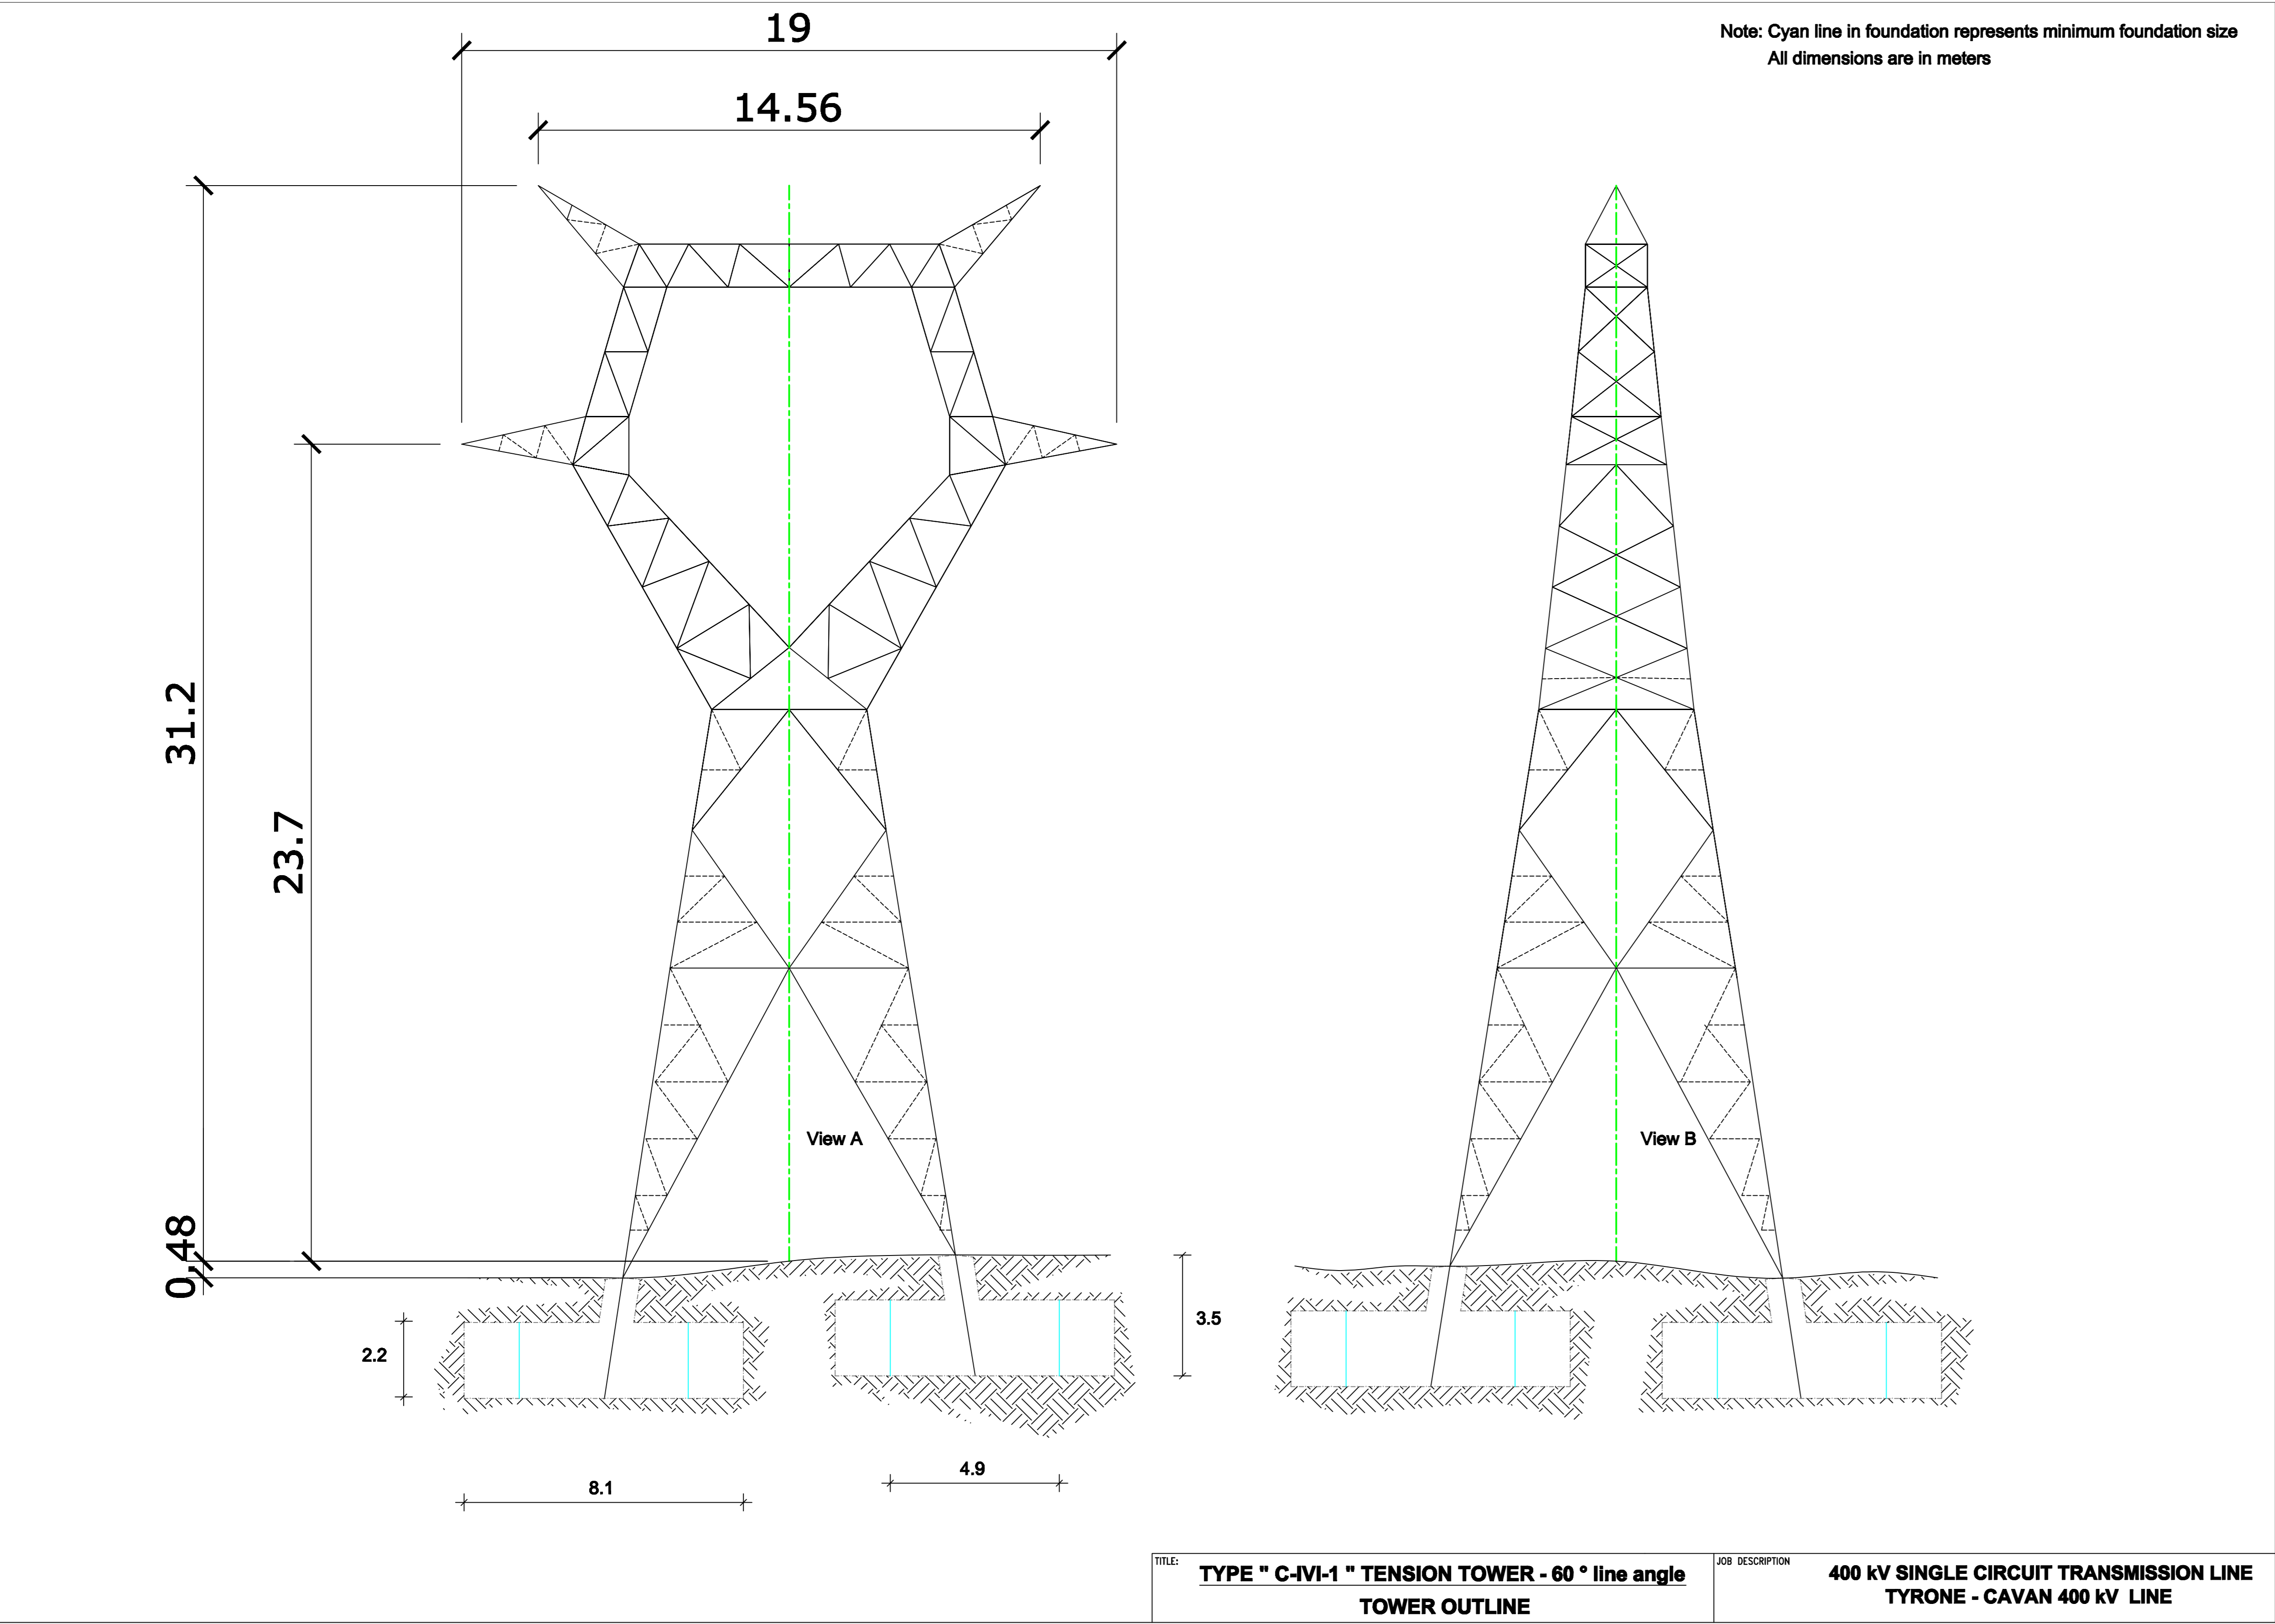 19
Note: Cyan line in foundation represents minimum foundation size
All dimensions are in meters
14.56
31.2
23.7
View A
View B
0.48
3.5
2.2
4.9
8.1
TITLE:
TYPE " C-IVI-1 " TENSION TOWER - 60 ° line angle
TOWER OUTLINE
JOB DESCRIPTION
400 kV SINGLE CIRCUIT TRANSMISSION LINE
TYRONE - CAVAN 400 kV LINE